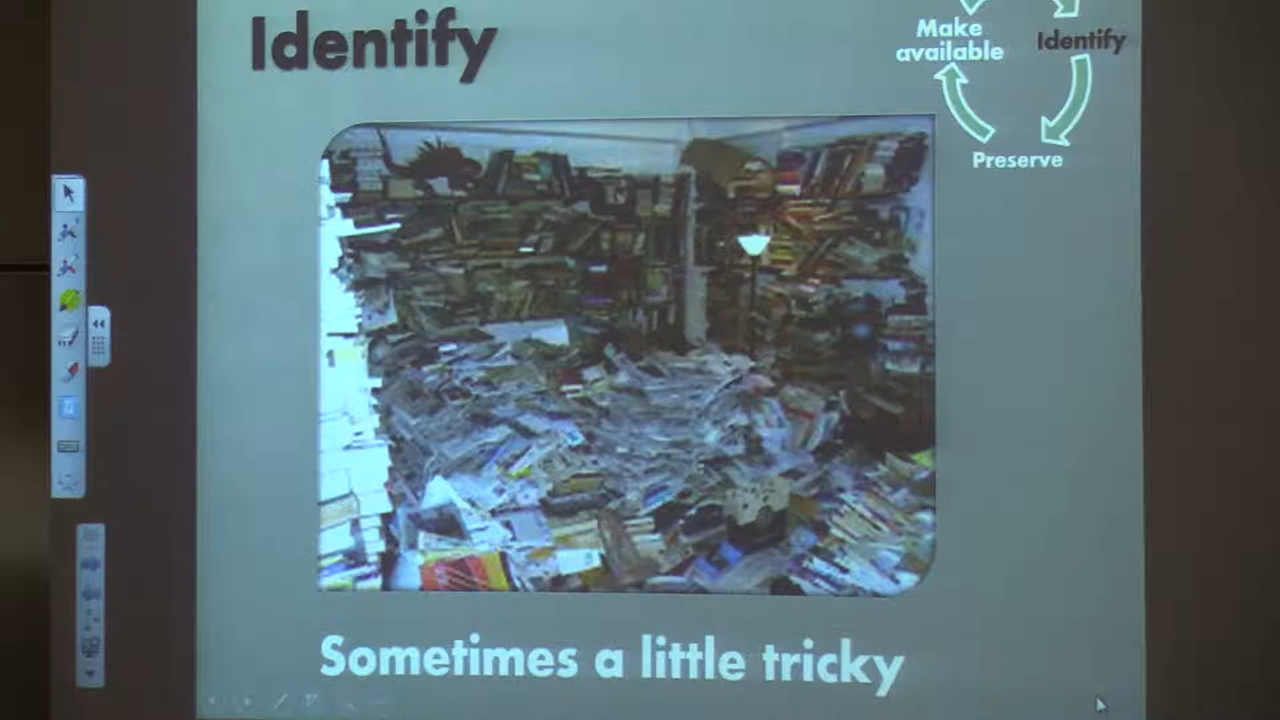 Identify
Make
available
Identify
Preserve
Sometimes a little tricky